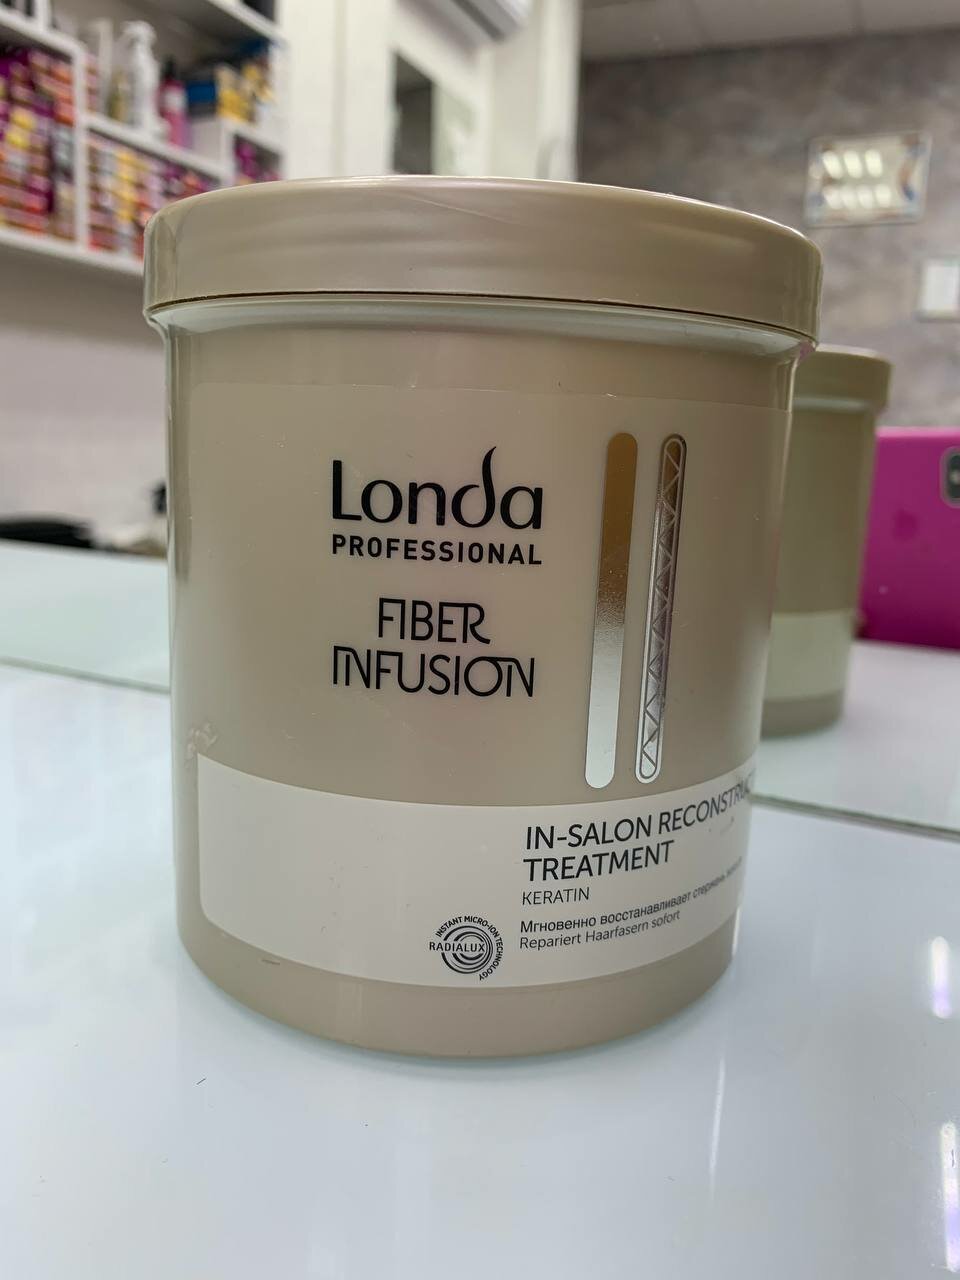 Londa
PROFESSIONAL
FIBER
INFUSION
IN-SALON
TREATMENT
KERATIN
Мгновенно восстанавливает стержень
Repariert Haarfasern sofort
INSTANT MICRO-ION TECHNOLOGY
RADIALUX